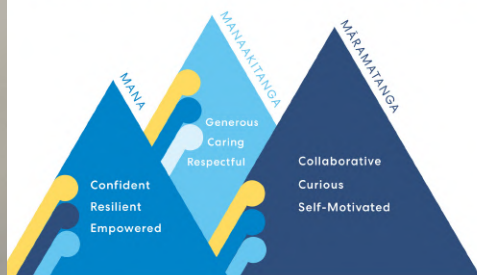 MANA
Confident
Resilient
Empowered
MANAAKITANGA
Generous
Caring
Respectful
MĀRAMATANGA
Collaborative
Curious
Self-Motivated